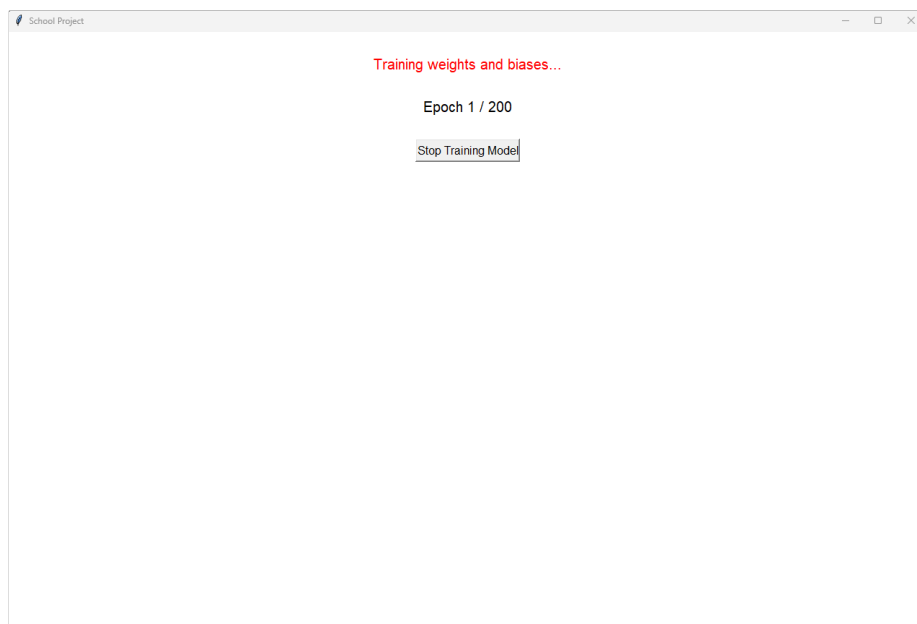 School Project
Training weights and biases...
Epoch 1 / 200
Stop Training Model